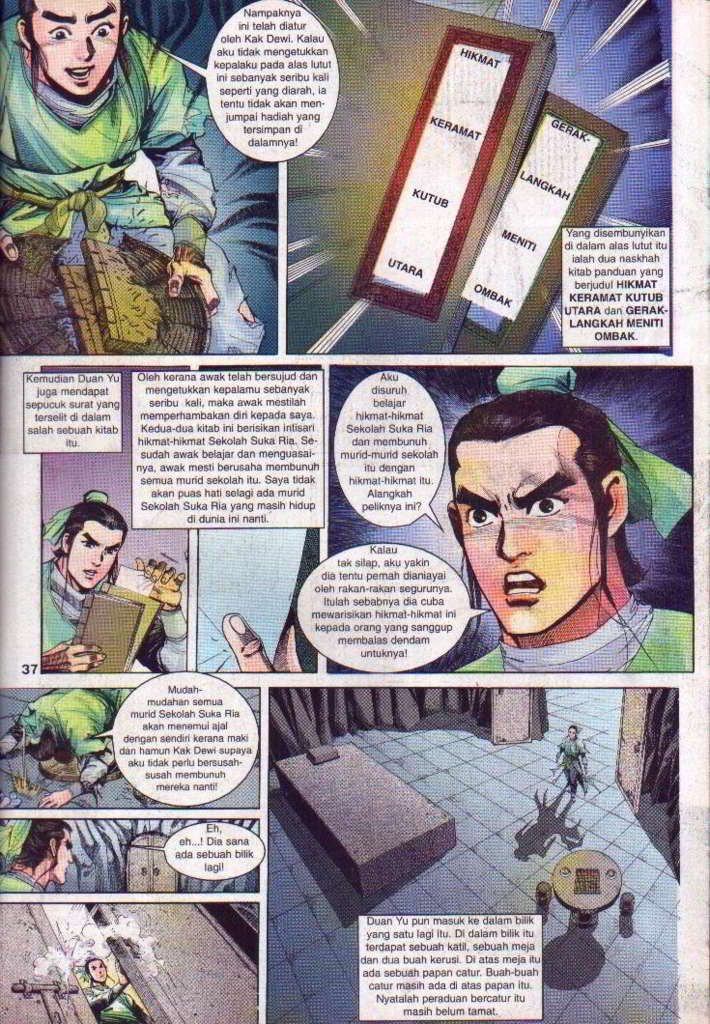 Nampaknya
ini telah diatur
oleh Kak Dewi. Kalau
aku tidak mengetukkan
kepalaku pada alas lutut
ini sebanyak seribu kali
seperti yang diarah, ia
tentu tidak akan men-
jumpai hadiah yang
tersimpan di
dalamnya!
HIKMAT
KERAMAT
KUTUB
UTARA
GERAK-
LANGKAH
MENITI
OMBAK
Yang disembunyikan
di dalam alas lutut itu
ialah dua naskhah
kitab panduan yang
berjudul HIKMAT
KERAMAT KUTUB
UTARA dan GERAK-
LANGKAH MENITI
OMBAK.
Kemudian Duan Yu
juga mendapat
sepucuk surat yang
terselit di dalam
salah sebuah kitab
itu.
Oleh kerana awak telah bersujud dan
mengetukkan kepalamu sebanyak
seribu kali, maka awak mestilah
memperhambakan diri kepada saya.
Kedua-dua kitab ini berisikan intisari
hikmat-hikmat Sekolah Suka Ria. Se-
sudah awak belajar dan menguasai-
nya, awak mesti berusaha membunuh
semua murid sekolah itu. Saya tidak
akan puas hati selagi ada murid
Sekolah Suka Ria yang masih hidup
di dunia ini nanti.
Aku
disuruh
belajar
hikmat-hikmat
Sekolah Suka Ria
dan membunuh
murid-murid sekolah
itu dengan
hikmat-hikmat itu.
Alangkah
peliknya ini?
Kalau
tak silap, aku yakin
dia tentu pernah dianiayai
oleh rakan-rakan segurunya.
Itulah sebabnya dia cuba
mewarisikan hikmat-hikmat ini
kepada orang yang sanggup
membalas dendam
untuknya!
37
Mudah-
mudahan semua
murid Sekolah Suka Ria
akan menemui ajal
dengan sendiri kerana maki
dan hamun Kak Dewi supaya
aku tidak perlu bersusah-
susah membunuh
mereka nanti!
Eh,
eh...! Dia sana
ada sebuah bilik
lagi!
Duan Yu pun masuk ke dalam bilik
yang satu lagi itu. Di dalam bilik itu
terdapat sebuah katil, sebuah meja
dan dua buah kerusi. Di atas meja itu
ada sebuah papan catur. Buah-buah
catur masih ada di atas papan itu.
Nyatalah peraduan bercatur itu
masih belum tamat.